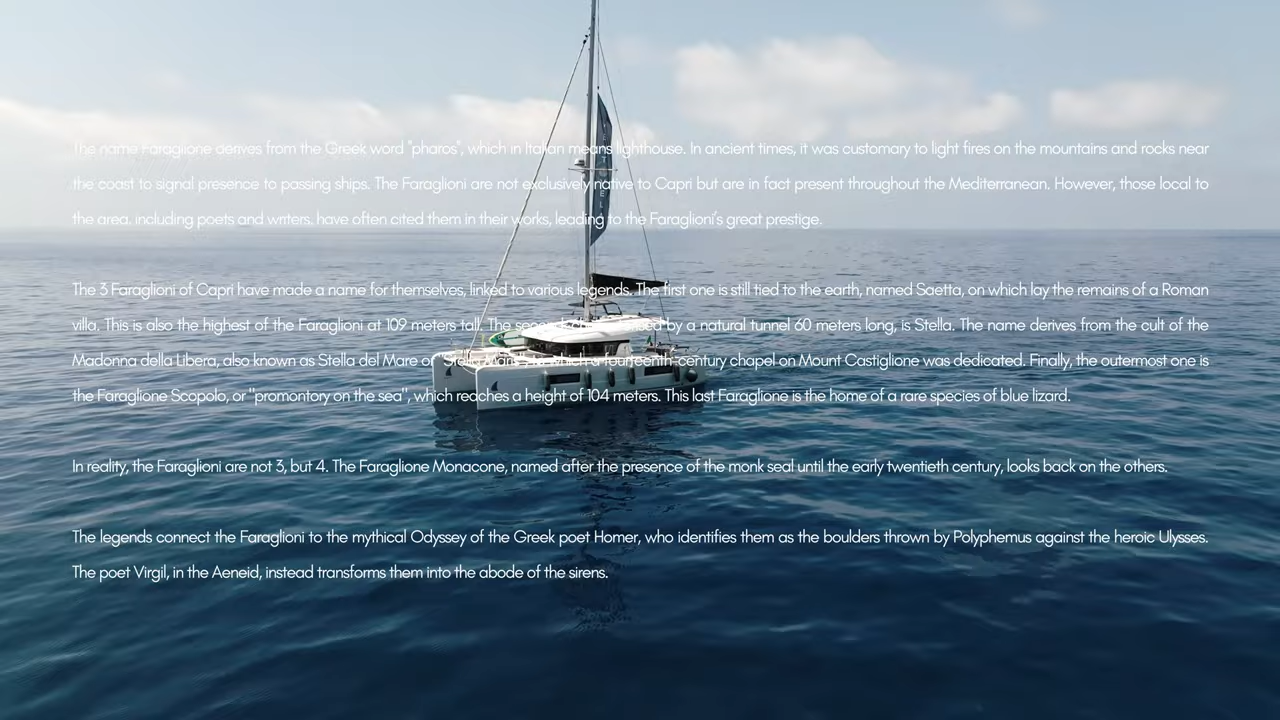 The name Faraglione derives from the Greek word "pharos", which in Italian means lighthouse. In ancient times, it was customary to light fires on the mountains and rocks near
the coast to signal presence to passing ships. The Faraglioni are not exclusively native to Capri but are in fact present throughout the Mediterranean. However, those local to
the area, including poets and writers, have often cited them in their works, leading to the Faraglioni's great prestige.
The 3 Faraglioni of Capri have made a name for themselves, linked to various legends. The first one is still tied to the earth, named Saetta, on which lay the remains of a Roman
villa. This is also the highest of the Faraglioni at 109 meters tall. The by a natural tunnel 60 meters long, is Stella. The name derives from the cult of the
Madonna della Libera, also known as Stella del Mare or "Stella fourteenth-century chapel on Mount Castiglione was dedicated. Finally, the outermost one is
the Faraglione Scopolo, or "promontory on the sea", which reaches a height of 104 meters. This last Faraglione is the home of a rare species of blue lizard.
In reality, the Faraglioni are not 3, but 4. The Faraglione Monacone, named after the presence of the monk seal until the early twentieth century, looks back on the others.
The legends connect the Faraglioni to the mythical Odyssey of the Greek poet Homer, who identifies them as the boulders thrown by Polyphemus against the heroic Ulysses.
The poet Virgil, in the Aeneid, instead transforms them into the abode of the sirens.